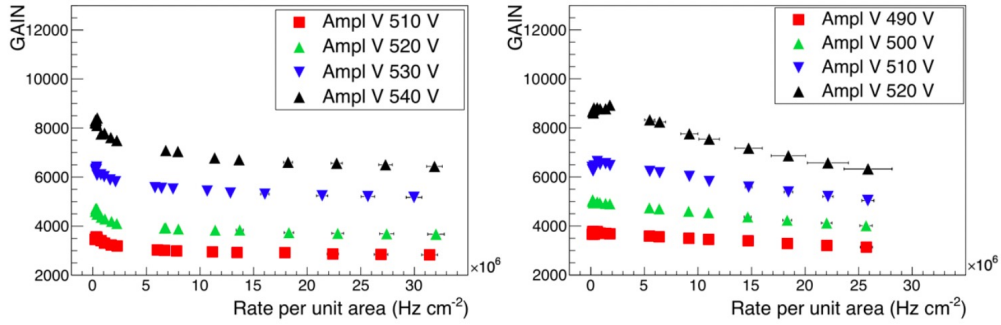 GAIN
12000
10000
8000
6000
4000
2000
Ampl V 510 V
Ampl V 520 V
Ampl V 530 V
Ampl V 540 V
0 5 10 15 20 25 30
×10⁶
Rate per unit area (Hz cm⁻²)
GAIN
12000
10000
8000
6000
4000
2000
Ampl V 490 V
Ampl V 500 V
Ampl V 510 V
Ampl V 520 V
0 5 10 15 20 25 30
×10⁶
Rate per unit area (Hz cm⁻²)